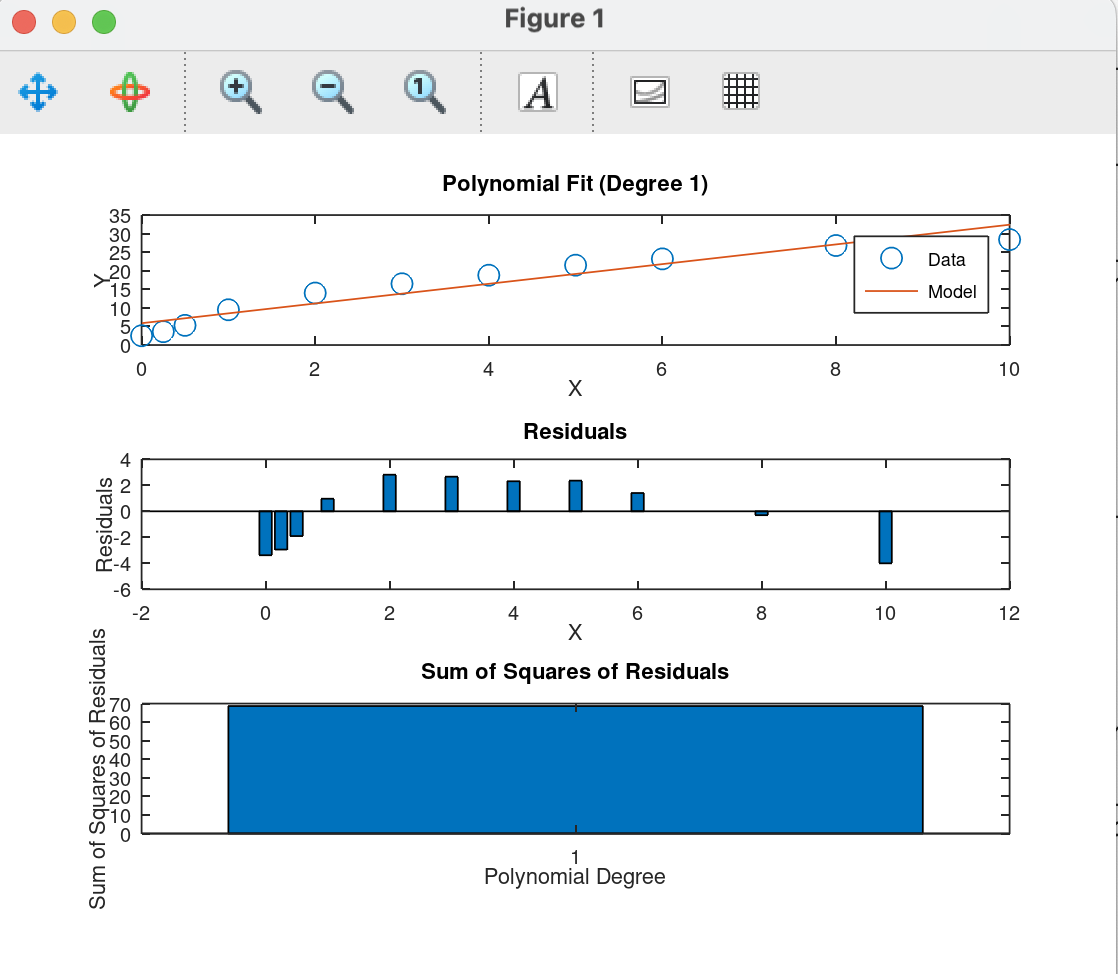 Figure 1
1
A
Polynomial Fit (Degree 1)
Y
35
30
25
20
15
10
5
0
Data
Model
0 2 4 6 8 10
X
Residuals
Residuals
4
2
0
-2
-4
-6
-2 0 2 4 6 8 10 12
X
Sum of Squares of Residuals
Sum of Squares of Residuals
70
60
50
40
30
20
10
0
1
Polynomial Degree